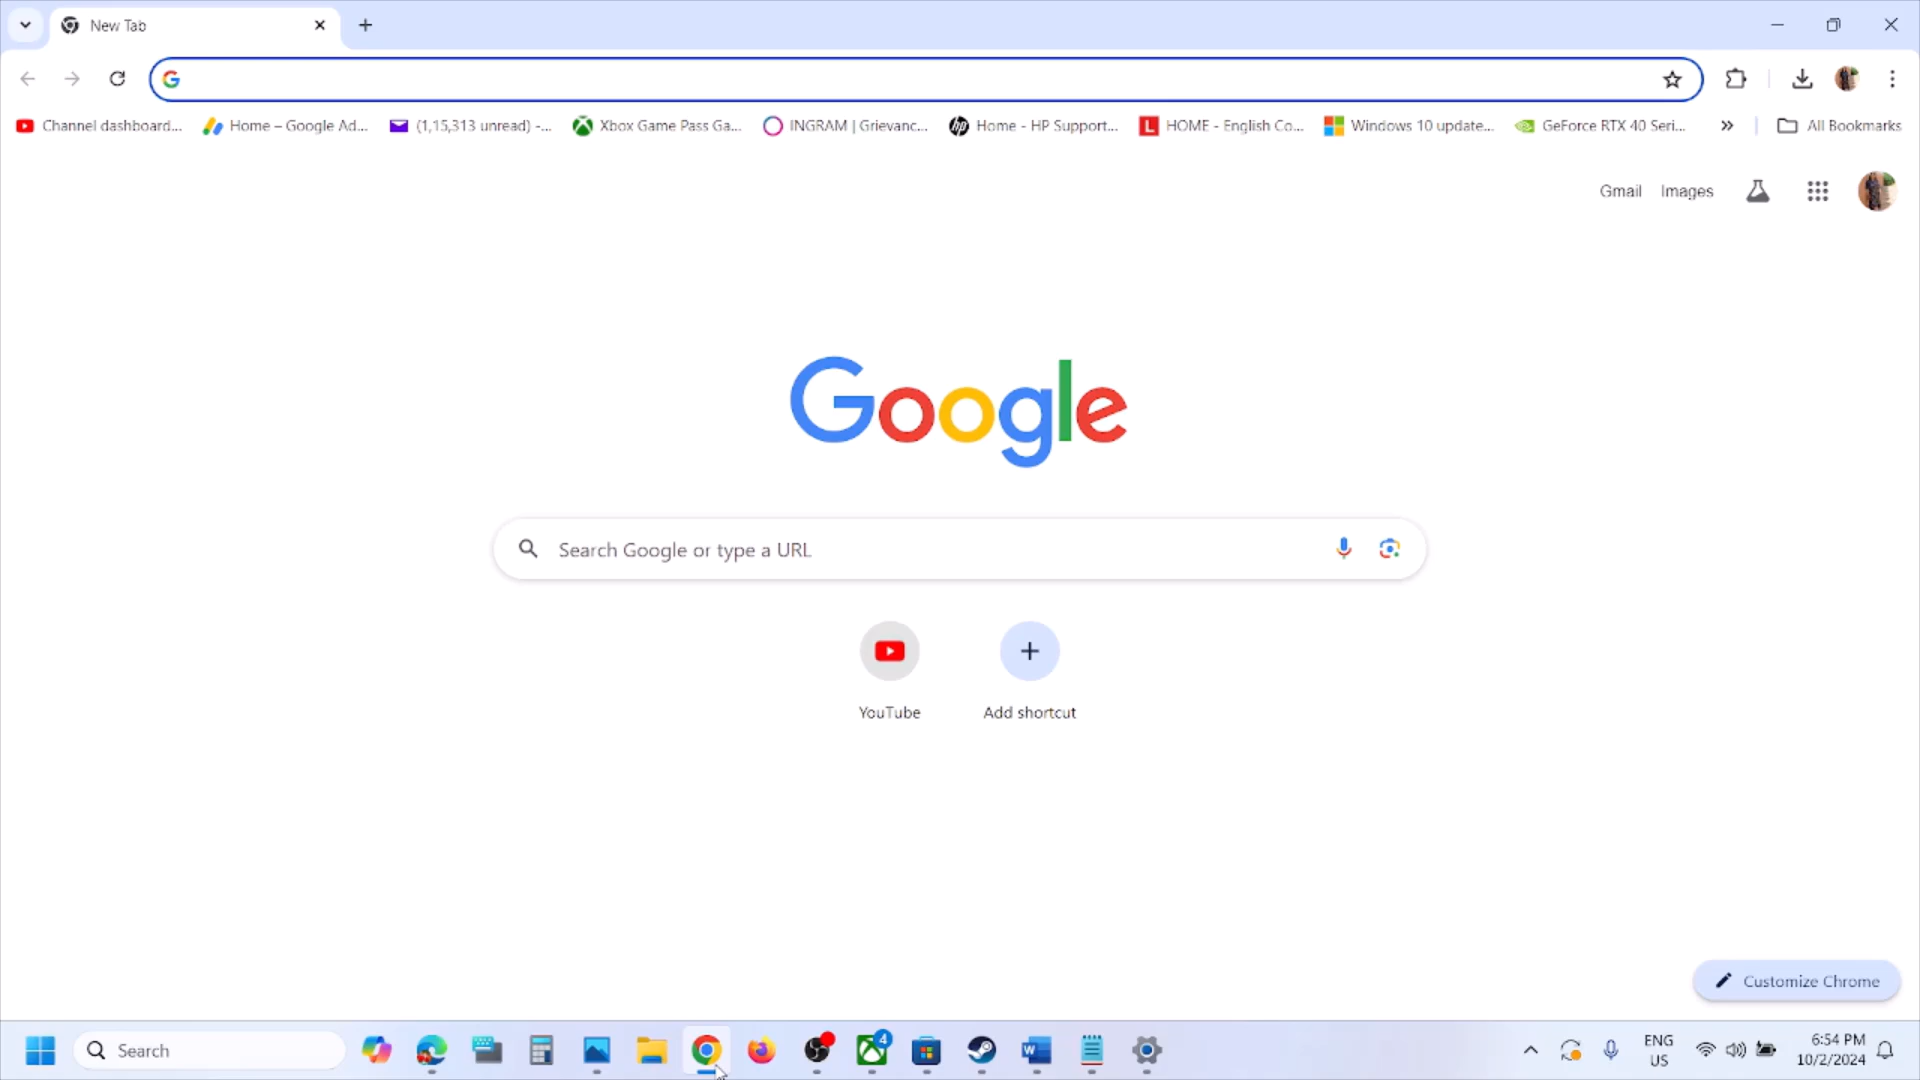 New Tab
Channel dashboard... Home – Google Ad... (1,15,313 unread) -... Xbox Game Pass Ga... INGRAM | Grievanc... Home - HP Support... HOME - English Co... Windows 10 update... GeForce RTX 40 Seri... » All Bookmarks
Gmail Images
Google
Search Google or type a URL
YouTube Add shortcut
Customize Chrome
Search 4 ENG US 6:54 PM 10/2/2024